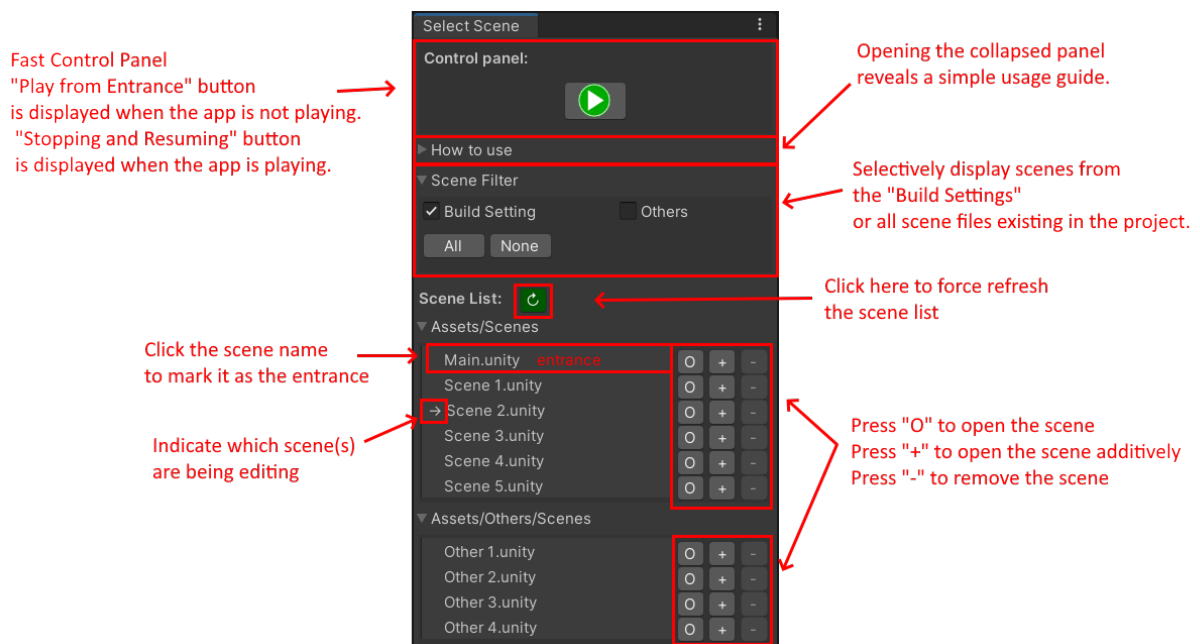 Select Scene
Control panel:
Fast Control Panel
"Play from Entrance" button
is displayed when the app is not playing.
"Stopping and Resuming" button
is displayed when the app is playing.
Opening the collapsed panel
reveals a simple usage guide.
How to use
Scene Filter
Build Setting
Others
All
None
Selectively display scenes from
the "Build Settings"
or all scene files existing in the project.
Scene List:
Click here to force refresh
the scene list
Assets/Scenes
Click the scene name
to mark it as the entrance
Main.unity entrance O + -
Scene 1.unity O + -
Scene 2.unity O + -
Scene 3.unity O + -
Scene 4.unity O + -
Scene 5.unity O + -
Indicate which scene(s)
are being editing
Press "O" to open the scene
Press "+" to open the scene additively
Press "-" to remove the scene
Assets/Others/Scenes
Other 1.unity O + -
Other 2.unity O + -
Other 3.unity O + -
Other 4.unity O + -